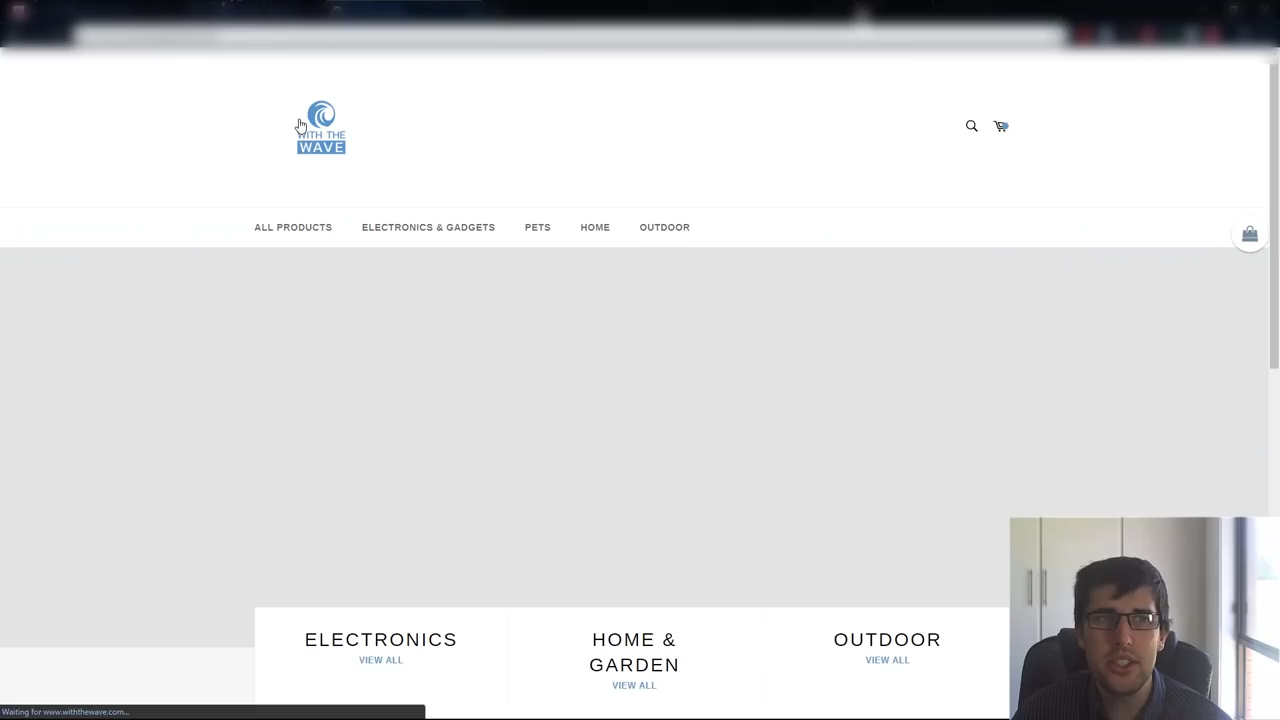 WITH THE
WAVE
ALL PRODUCTS
ELECTRONICS & GADGETS
PETS
HOME
OUTDOOR
ELECTRONICS
VIEW ALL
HOME &
GARDEN
VIEW ALL
OUTDOOR
VIEW ALL
Waiting for www.withthewave.com...